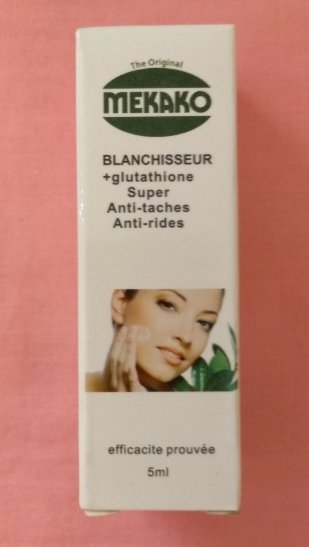 The Original
MEKAKO
BLANCHISSEUR
+glutathione
Super
Anti-taches
Anti-rides
efficacite prouvée
5ml